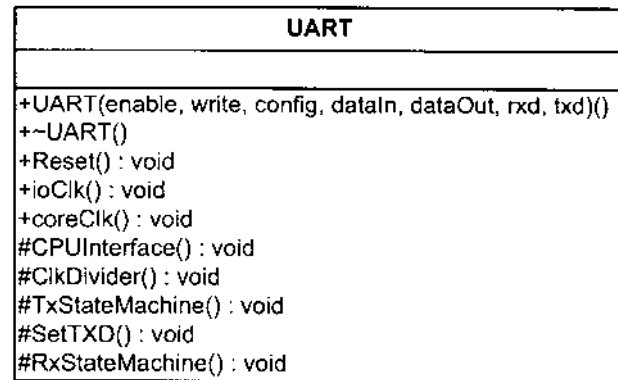 UART
+UART(enable, write, config, dataIn, dataOut, rxd, txd)()
+~UART()
+Reset() : void
+ioClk() : void
+coreClk() : void
#CPUInterface() : void
#ClkDivider() : void
#TxStateMachine() : void
#SetTXD() : void
#RxStateMachine() : void